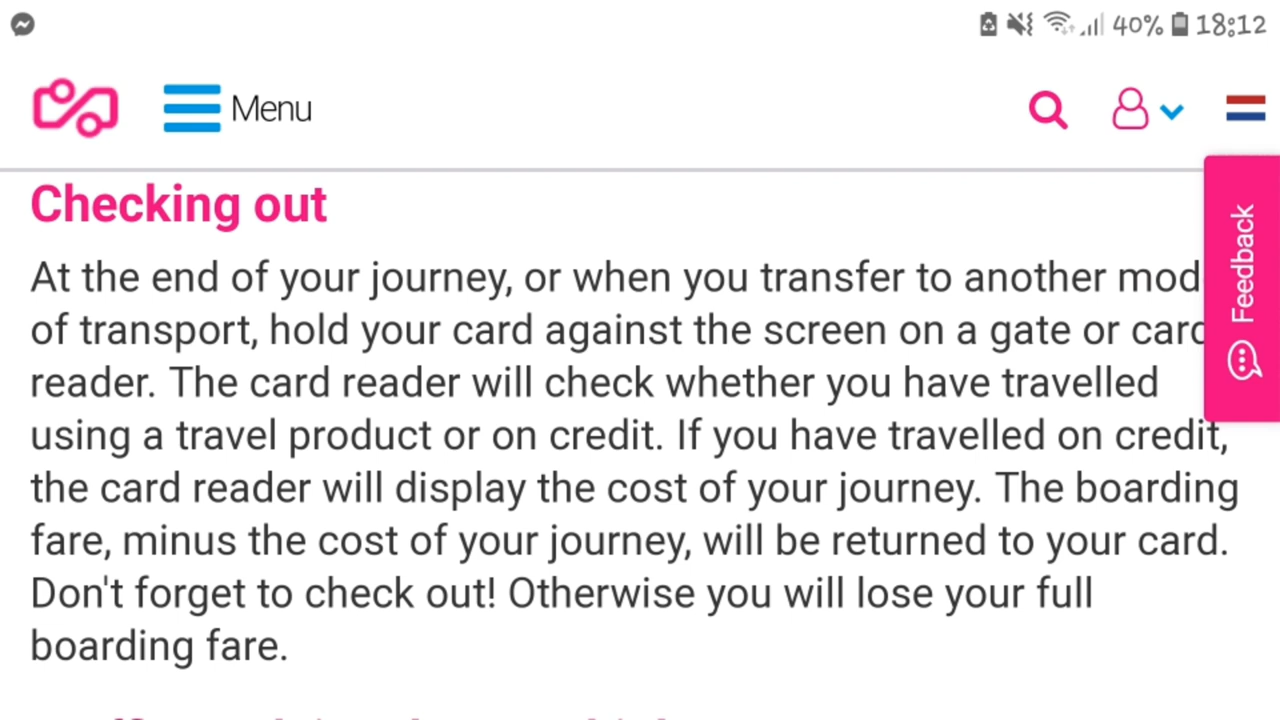 40% 18:12
Menu
Checking out
Feedback
At the end of your journey, or when you transfer to another mod
of transport, hold your card against the screen on a gate or card
reader. The card reader will check whether you have travelled
using a travel product or on credit. If you have travelled on credit,
the card reader will display the cost of your journey. The boarding
fare, minus the cost of your journey, will be returned to your card.
Don't forget to check out! Otherwise you will lose your full
boarding fare.